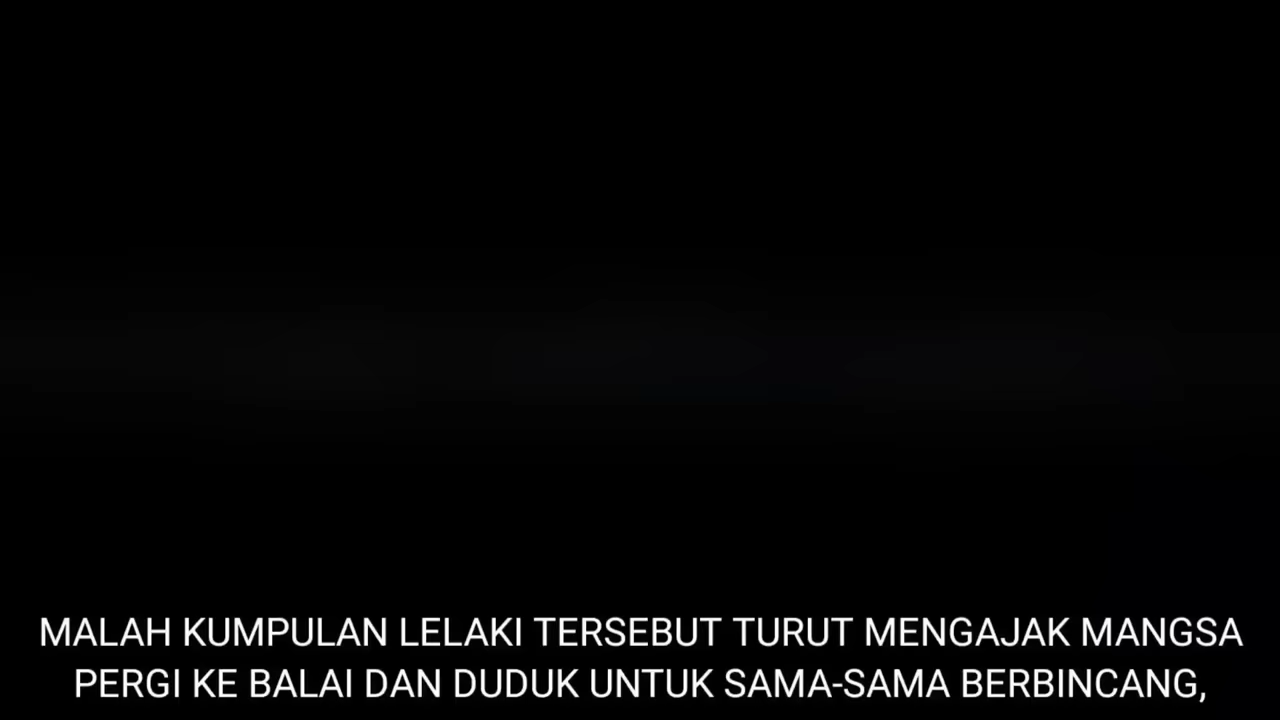 MALAH KUMPULAN LELAKI TERSEBUT TURUT MENGAJAK MANGSA
PERGI KE BALAI DAN DUDUK UNTUK SAMA-SAMA BERBINCANG,